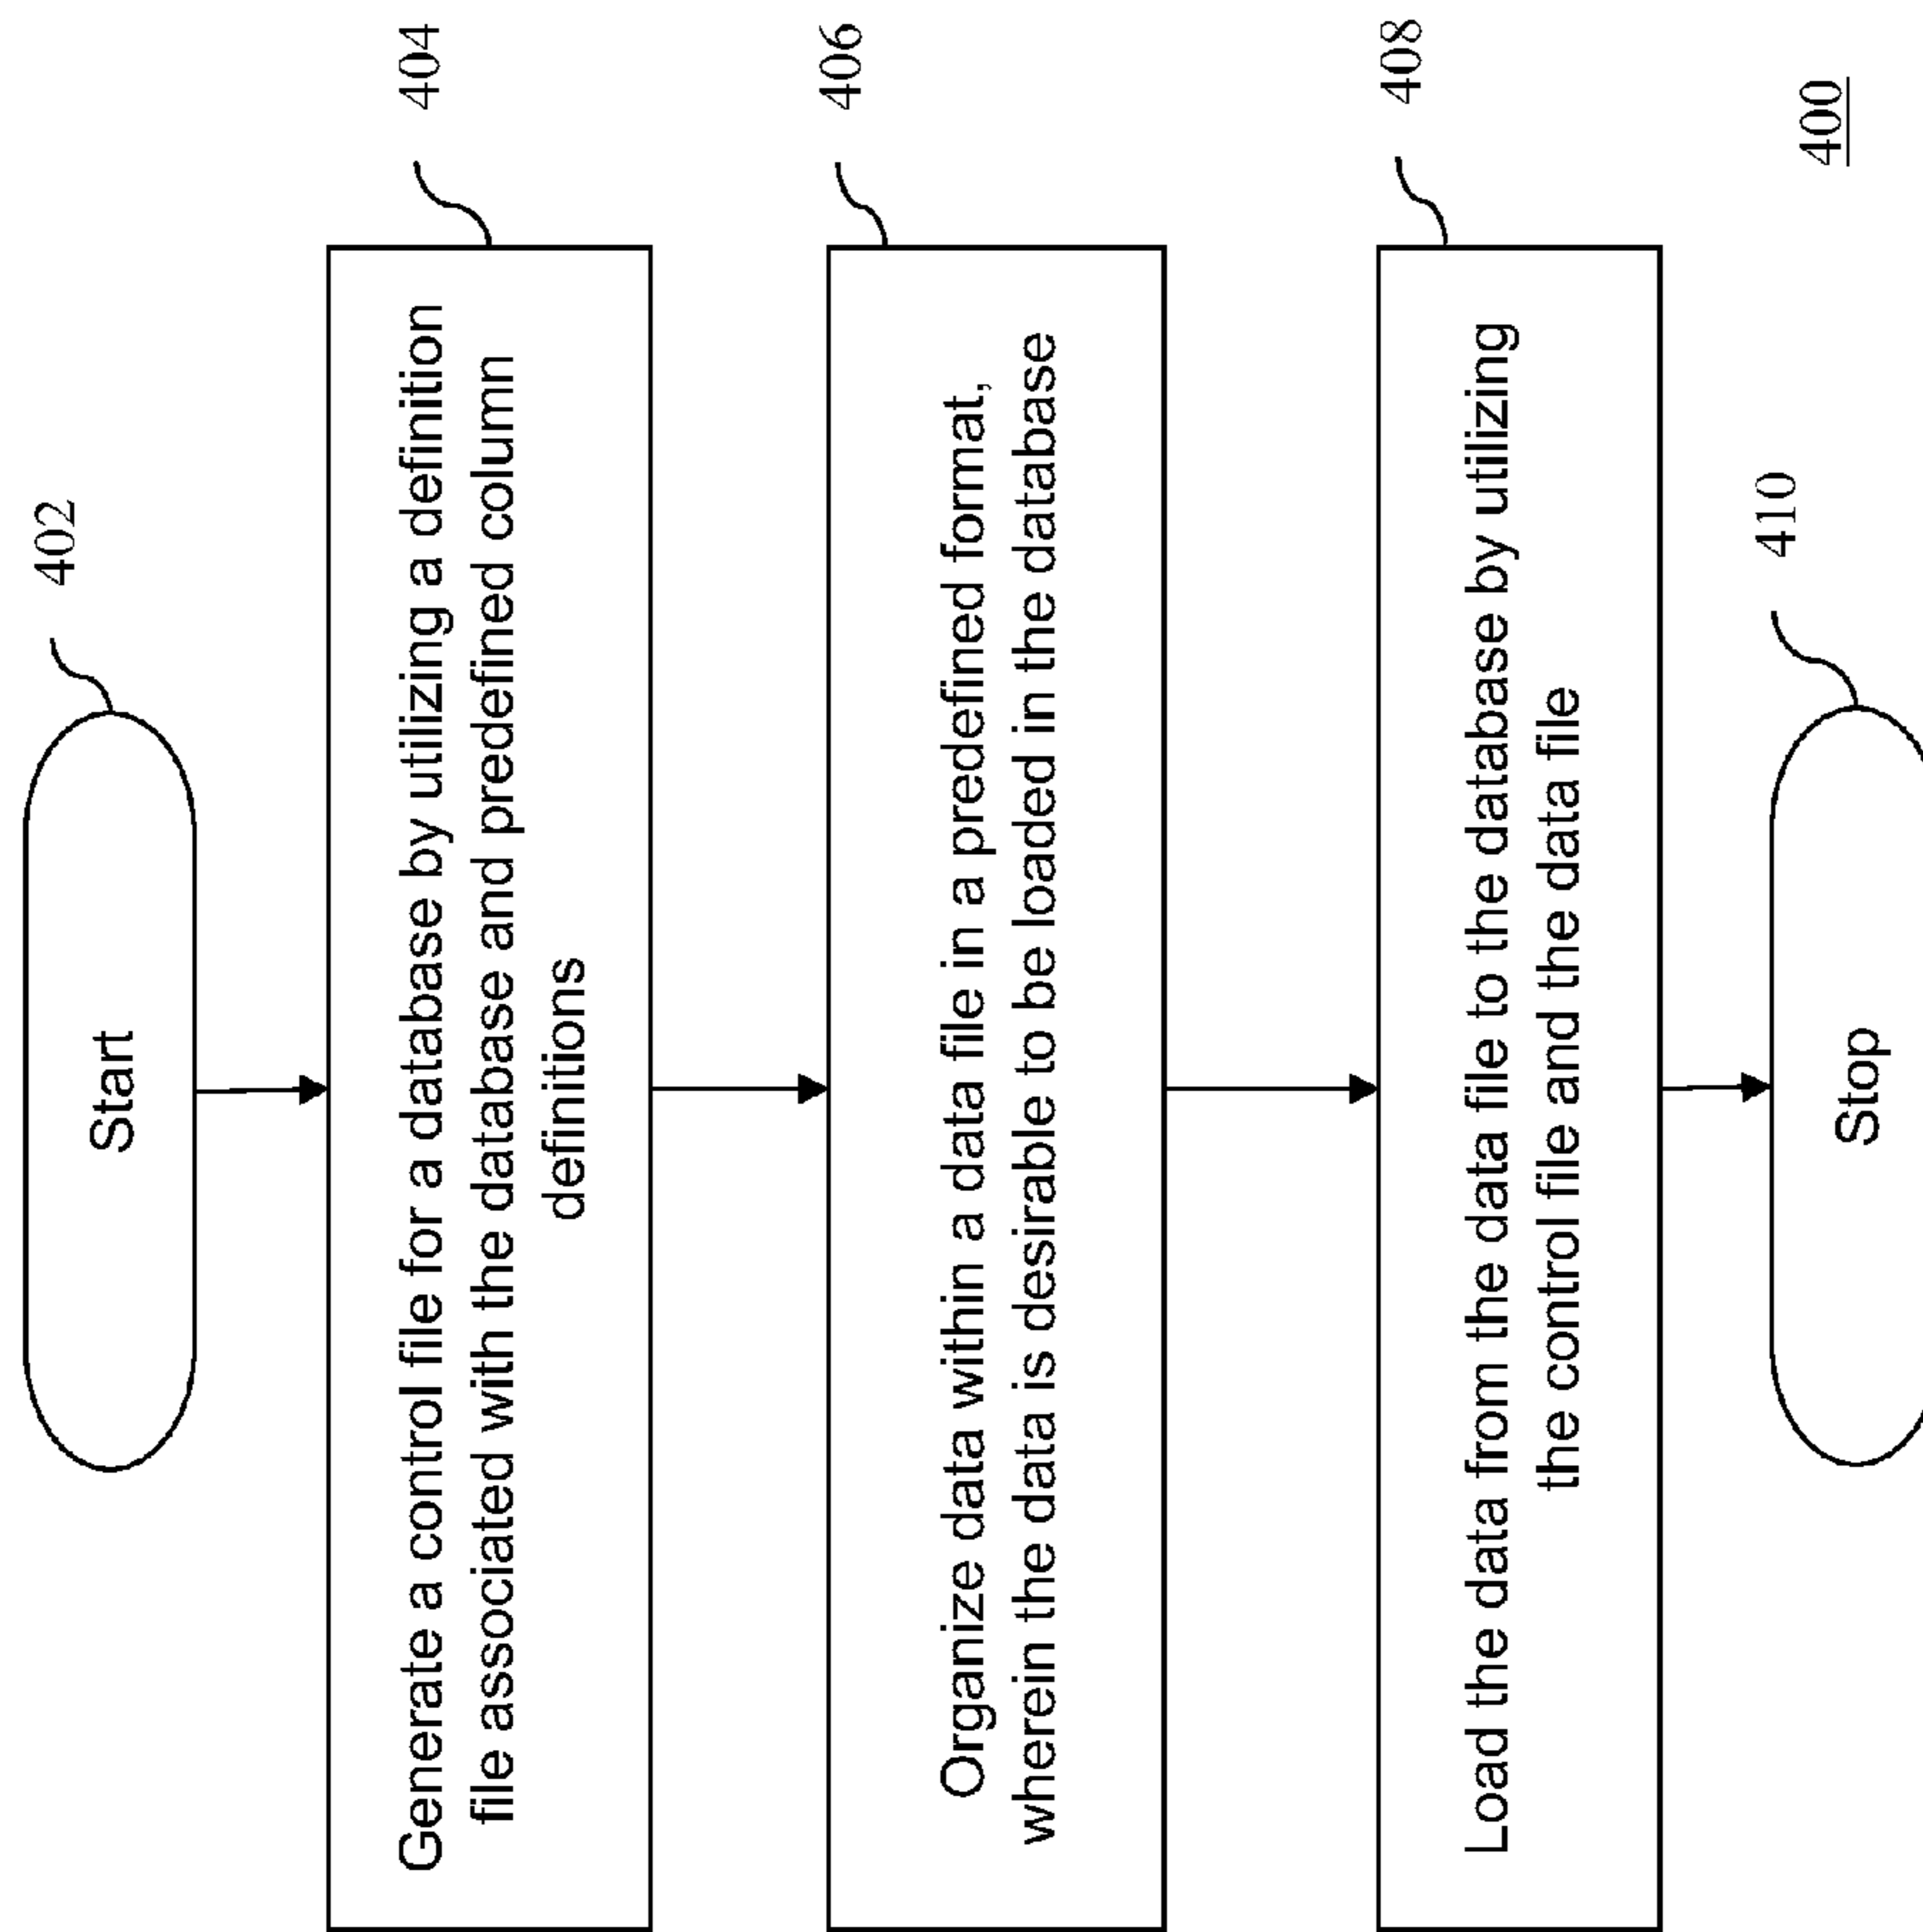 402
Start
404
Generate a control file for a database by utilizing a definition
file associated with the database and predefined column
definitions
406
Organize data within a data file in a predefined format,
wherein the data is desirable to be loaded in the database
408
Load the data from the data file to the database by utilizing
the control file and the data file
410
Stop
400